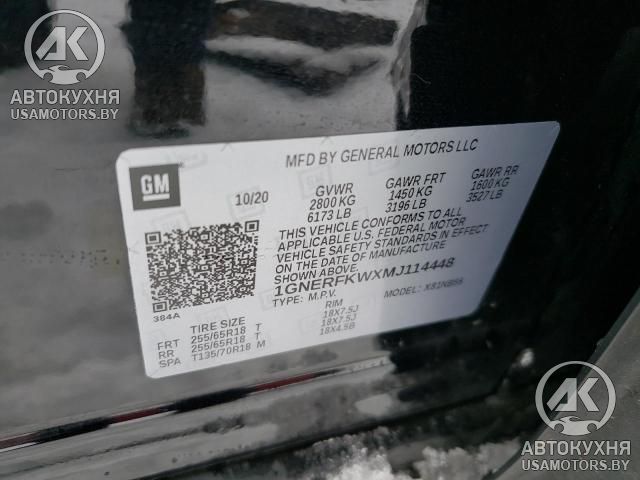 АК
АВТОКУХНЯ
USAMOTORS.BY
GM
MFD BY GENERAL MOTORS LLC
10/20 GVWR GAWR FRT GAWR RR
2800 KG 1450 KG 1600 KG
6173 LB 3196 LB 3527 LB
THIS VEHICLE CONFORMS TO ALL
APPLICABLE U.S. FEDERAL MOTOR
VEHICLE SAFETY STANDARDS IN EFFECT
ON THE DATE OF MANUFACTURE
SHOWN ABOVE.
1GNERFKWXMJ114448
TYPE: M.P.V. MODEL: X81NB56
384A
TIRE SIZE RIM
FRT 255/65R18 T 18X7.5J
RR 255/65R18 T 18X7.5J
SPA T135/70R18 M 18X4.5B
АК
АВТОКУХНЯ
USAMOTORS.BY